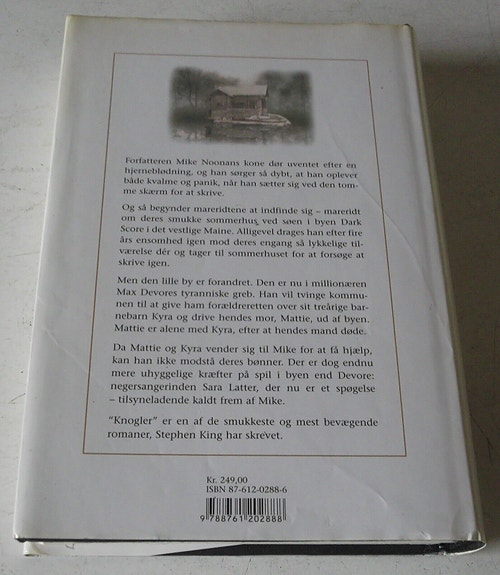 Forfatteren Mike Noonans kone dør uventet efter en
hjerneblødning, og han sørger så dybt, at han oplever
både kvalme og panik, når han sætter sig ved den tom-
me skærm for at skrive.
Og så begynder mareridtene at indfinde sig – mareridt
om deres smukke sommerhus ved søen i byen Dark
Score i det vestlige Maine. Alligevel drages han efter fire
års ensomhed igen mod deres engang så lykkelige til-
værelse dér og tager til sommerhuset for at forsøge at
skrive igen.
Men den lille by er forandret. Den er nu i millionæren
Max Devores tyranniske greb. Han vil tvinge kommu-
nen til at give ham forældreretten over sit treårige bar-
nebarn Kyra og drive hendes mor, Mattie, ud af byen.
Mattie er alene med Kyra, efter at hendes mand døde.
Da Mattie og Kyra vender sig til Mike for at få hjælp,
kan han ikke modstå deres bønner. Der er dog endnu
mere uhyggelige kræfter på spil i byen end Devore:
negersangerinden Sara Latter, der nu er et spøgelse
– tilsyneladende kaldt frem af Mike.
"Knogler" er en af de smukkeste og mest bevægende
romaner, Stephen King har skrevet.
Kr. 249,00
ISBN 87-612-0288-6
9 788761 202888